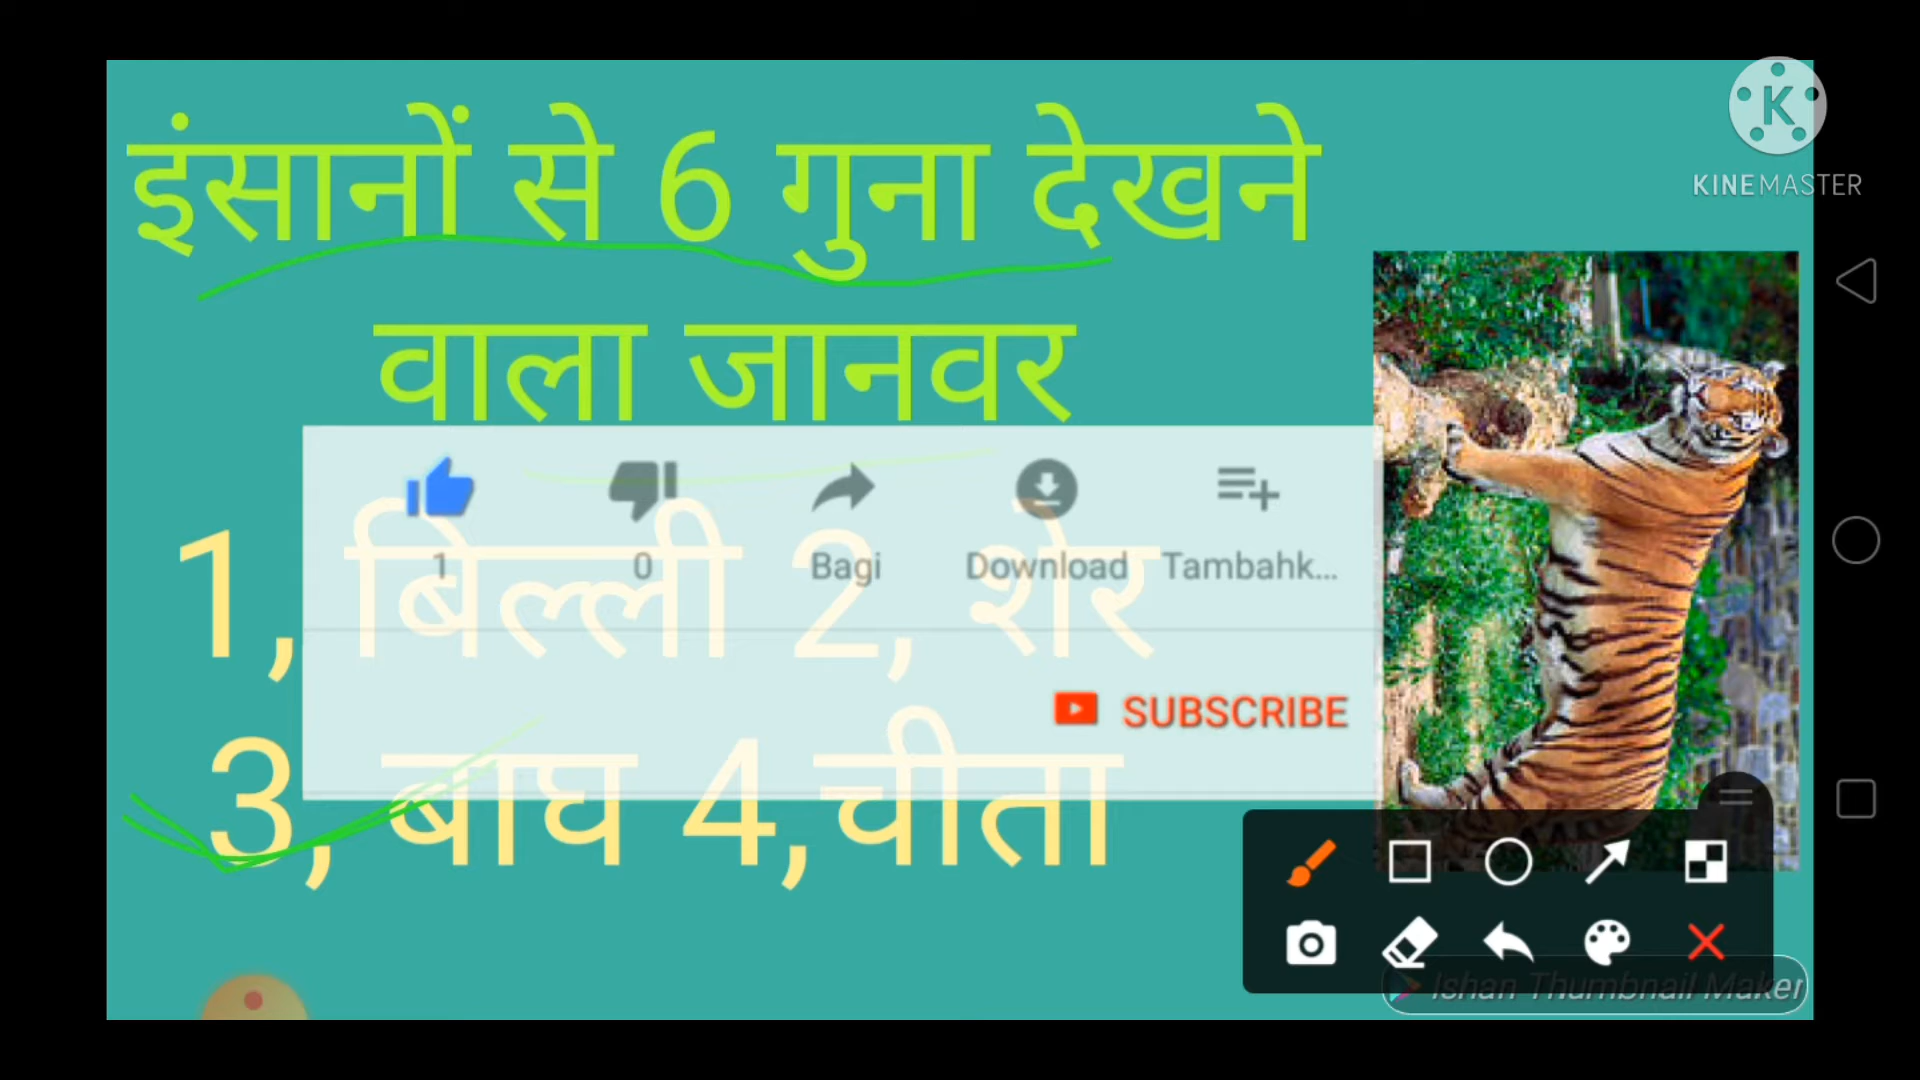 इंसानों से 6 गुना देखने
वाला जानवर
1, बिल्ली 2, शेर
3, बाघ 4,चीता
K
KINEMASTER
1
0
Bagi
Download
Tambahk...
SUBSCRIBE
Ishan Thumbnail Maker